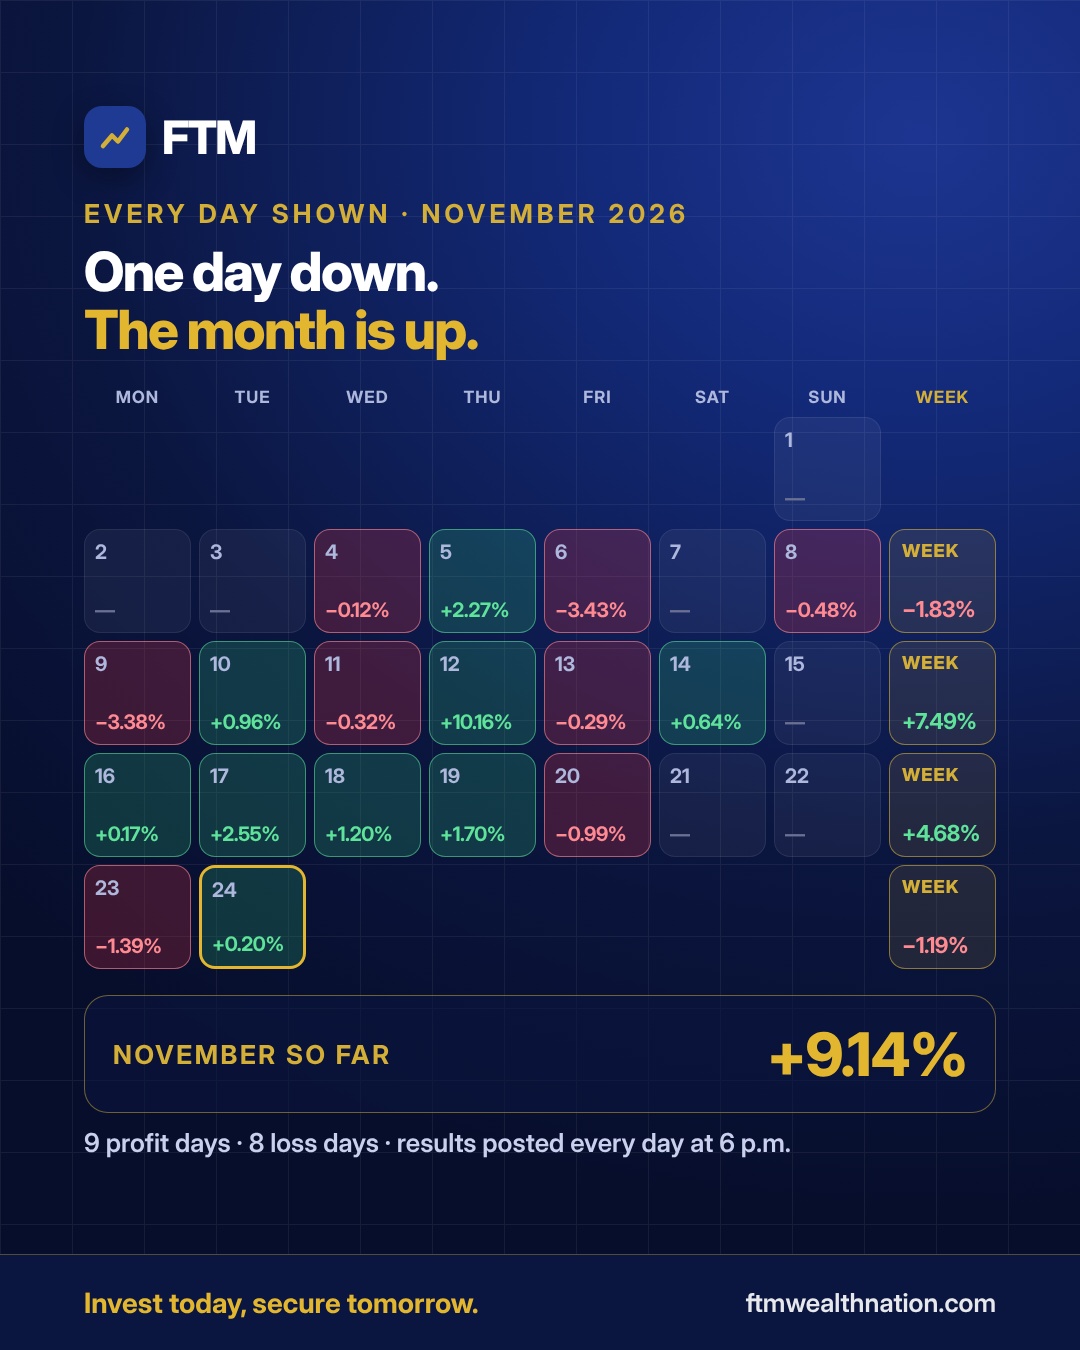 FTM
EVERY DAY SHOWN · NOVEMBER 2026
One day down.
The month is up.
MON TUE WED THU FRI SAT SUN WEEK
1
—
2 3 4 5 6 7 8 WEEK
— — −0.12% +2.27% −3.43% — −0.48% −1.83%
9 10 11 12 13 14 15 WEEK
−3.38% +0.96% −0.32% +10.16% −0.29% +0.64% — +7.49%
16 17 18 19 20 21 22 WEEK
+0.17% +2.55% +1.20% +1.70% −0.99% — — +4.68%
23 24 WEEK
−1.39% +0.20% −1.19%
NOVEMBER SO FAR +9.14%
9 profit days · 8 loss days · results posted every day at 6 p.m.
Invest today, secure tomorrow. ftmwealthnation.com